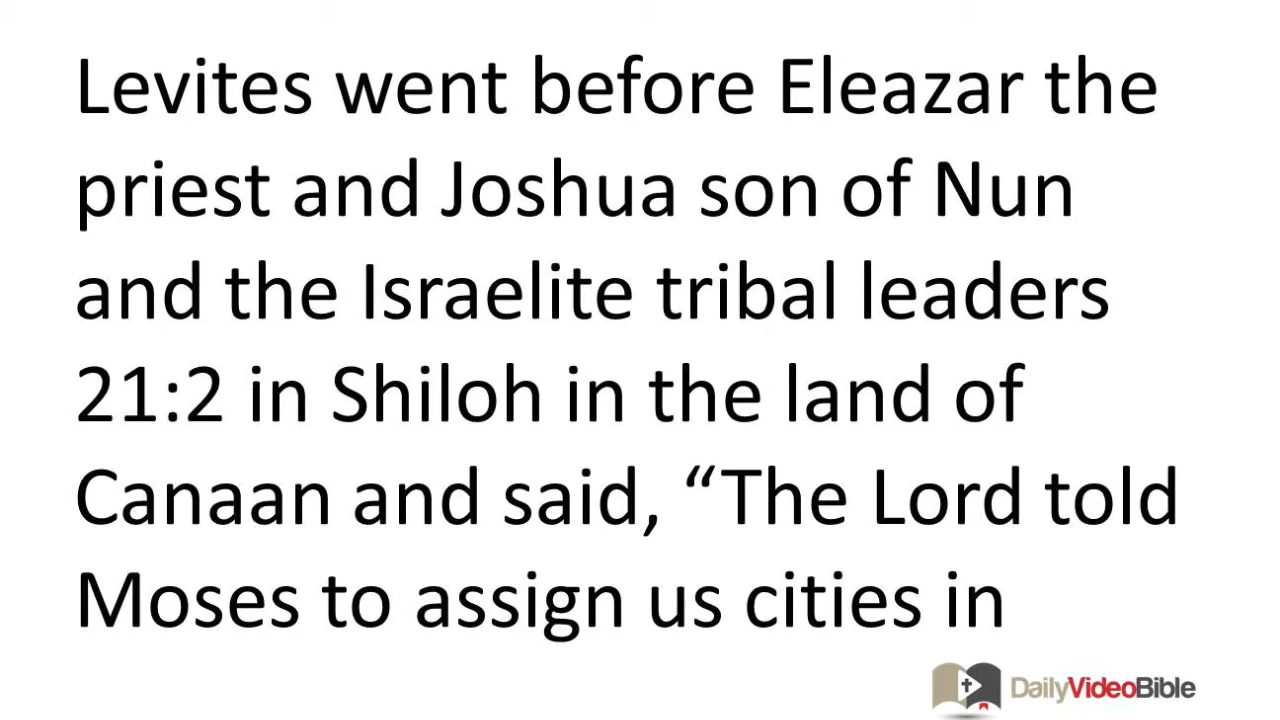 Levites went before Eleazar the
priest and Joshua son of Nun
and the Israelite tribal leaders
21:2 in Shiloh in the land of
Canaan and said, “The Lord told
Moses to assign us cities in
DailyVideoBible